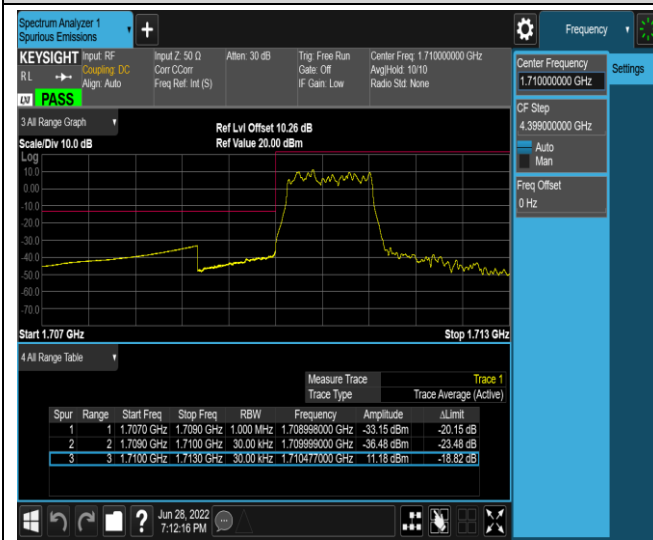 Spectrum Analyzer 1
Spurious Emissions
+
Frequency
KEYSIGHT
RL
LXI PASS
Input: RF
Coupling: DC
Align: Auto
Input Z: 50 Ω
Corr CCorr
Freq Ref: Int (S)
Atten: 30 dB
Trig: Free Run
Gate: Off
IF Gain: Low
Center Freq: 1.710000000 GHz
Avg|Hold: 10/10
Radio Std: None
Center Frequency
1.710000000 GHz
Settings
CF Step
4.399000000 GHz
Auto
Man
Freq Offset
0 Hz
3 All Range Graph
Scale/Div 10.0 dB
Ref Lvl Offset 10.26 dB
Ref Value 20.00 dBm
Log
10.0
0.00
-10.0
-20.0
-30.0
-40.0
-50.0
-60.0
-70.0
Start 1.707 GHz
Stop 1.713 GHz
4 All Range Table
Measure Trace Trace 1
Trace Type Trace Average (Active)
Spur Range Start Freq Stop Freq RBW Frequency Amplitude ΔLimit
1 1 1.7070 GHz 1.7090 GHz 1.000 MHz 1.708998000 GHz -33.15 dBm -20.15 dB
2 2 1.7090 GHz 1.7100 GHz 30.00 kHz 1.709999000 GHz -36.48 dBm -23.48 dB
3 3 1.7100 GHz 1.7130 GHz 30.00 kHz 1.710477000 GHz 11.18 dBm -18.82 dB
?
Jun 28, 2022
7:12:16 PM